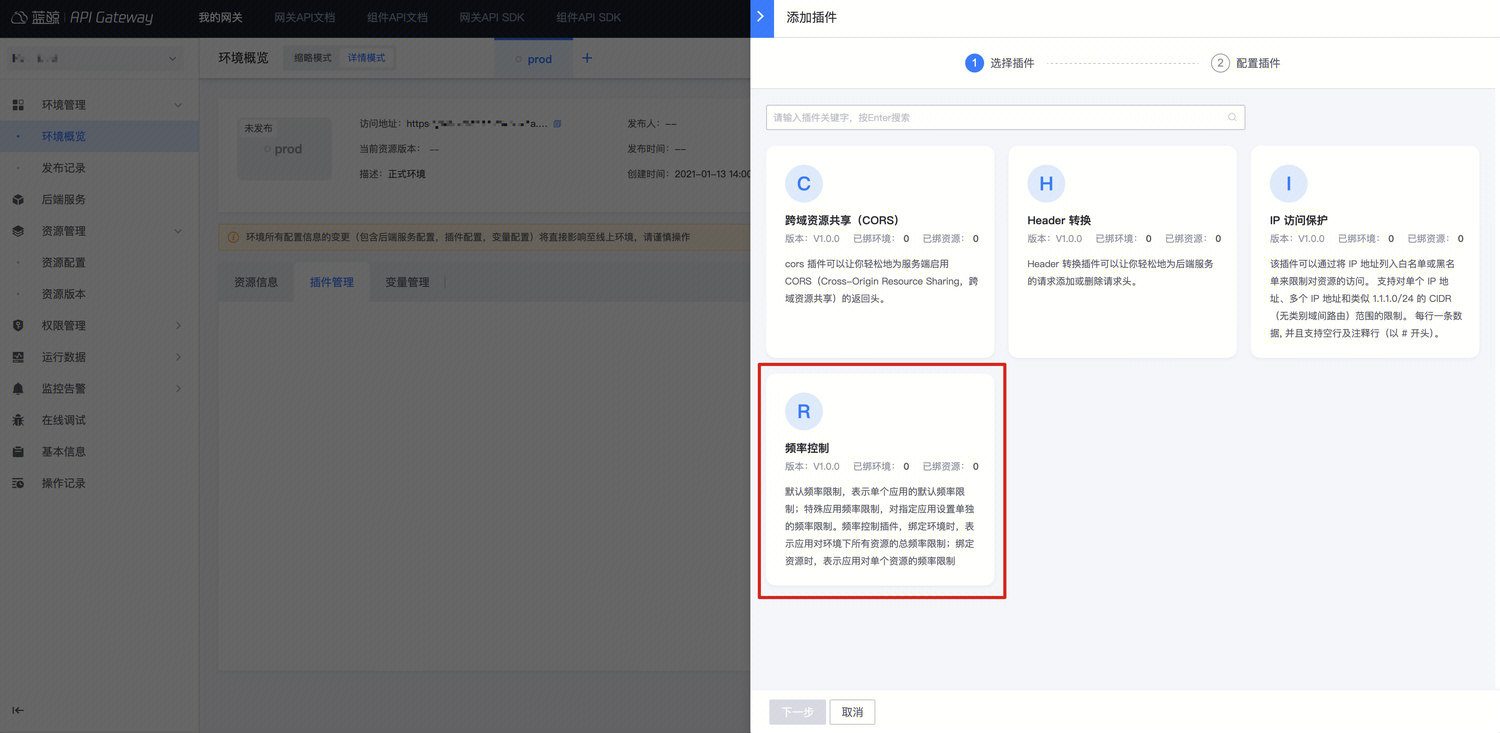 蓝鲸 | API Gateway
我的网关
网关API文档
组件API文档
网关API SDK
组件API SDK
环境管理
环境概览
发布记录
后端服务
资源管理
资源配置
资源版本
权限管理
运行数据
监控告警
在线调试
基本信息
操作记录
环境概览
缩略模式
详情模式
prod
未发布
prod
访问地址: https
a....
当前资源版本: --
描述: 正式环境
发布人: --
发布时间: --
创建时间: 2021-01-13 14:00
环境所有配置信息的变更（包含后端服务配置，插件配置，变量配置）将直接影响至线上环境，请谨慎操作
资源信息
插件管理
变量管理
添加插件
1 选择插件
2 配置插件
请输入插件关键字，按Enter搜索
C
跨域资源共享（CORS）
版本: V1.0.0 已绑环境: 0 已绑资源: 0
cors 插件可以让你轻松地为服务端启用
CORS（Cross-Origin Resource Sharing，跨
域资源共享）的返回头。
H
Header 转换
版本: V1.0.0 已绑环境: 0 已绑资源: 0
Header 转换插件可以让你轻松地为后端服务
的请求添加或删除请求头。
I
IP 访问保护
版本: V1.0.0 已绑环境: 0 已绑资源: 0
该插件可以通过将 IP 地址列入白名单或黑名
单来限制对资源的访问。 支持对单个 IP 地
址、多个 IP 地址和类似 1.1.1.0/24 的 CIDR
（无类别域间路由）范围的限制。 每行一条数
据, 并且支持空行及注释行（以 # 开头）。
R
频率控制
版本: V1.0.0 已绑环境: 0 已绑资源: 0
默认频率限制，表示单个应用的默认频率限
制；特殊应用频率限制，对指定应用设置单独
的频率限制。频率控制插件，绑定环境时，表
示应用对环境下所有资源的总频率限制；绑定
资源时，表示应用对单个资源的频率限制
下一步
取消